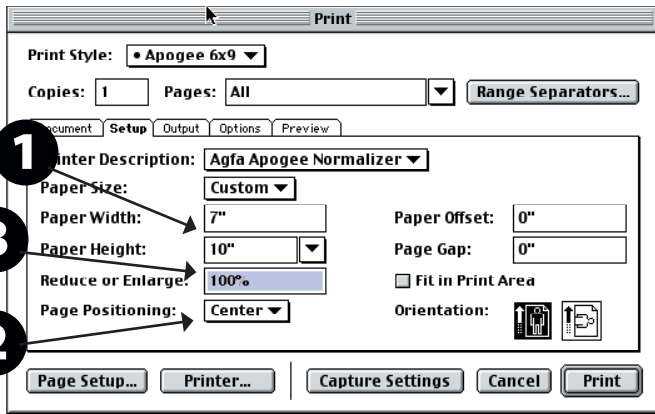 Print
Print Style: • Apogee 6x9
Copies: 1 Pages: All Range Separators...
ocument Setup Output Options Preview
1
rinter Description: Agfa Apogee Normalizer
Paper Size: Custom
Paper Width: 7" Paper Offset: 0"
3
Paper Height: 10" Page Gap: 0"
Reduce or Enlarge: 100% Fit in Print Area
2
Page Positioning: Center Orientation:
Page Setup... Printer... Capture Settings Cancel Print